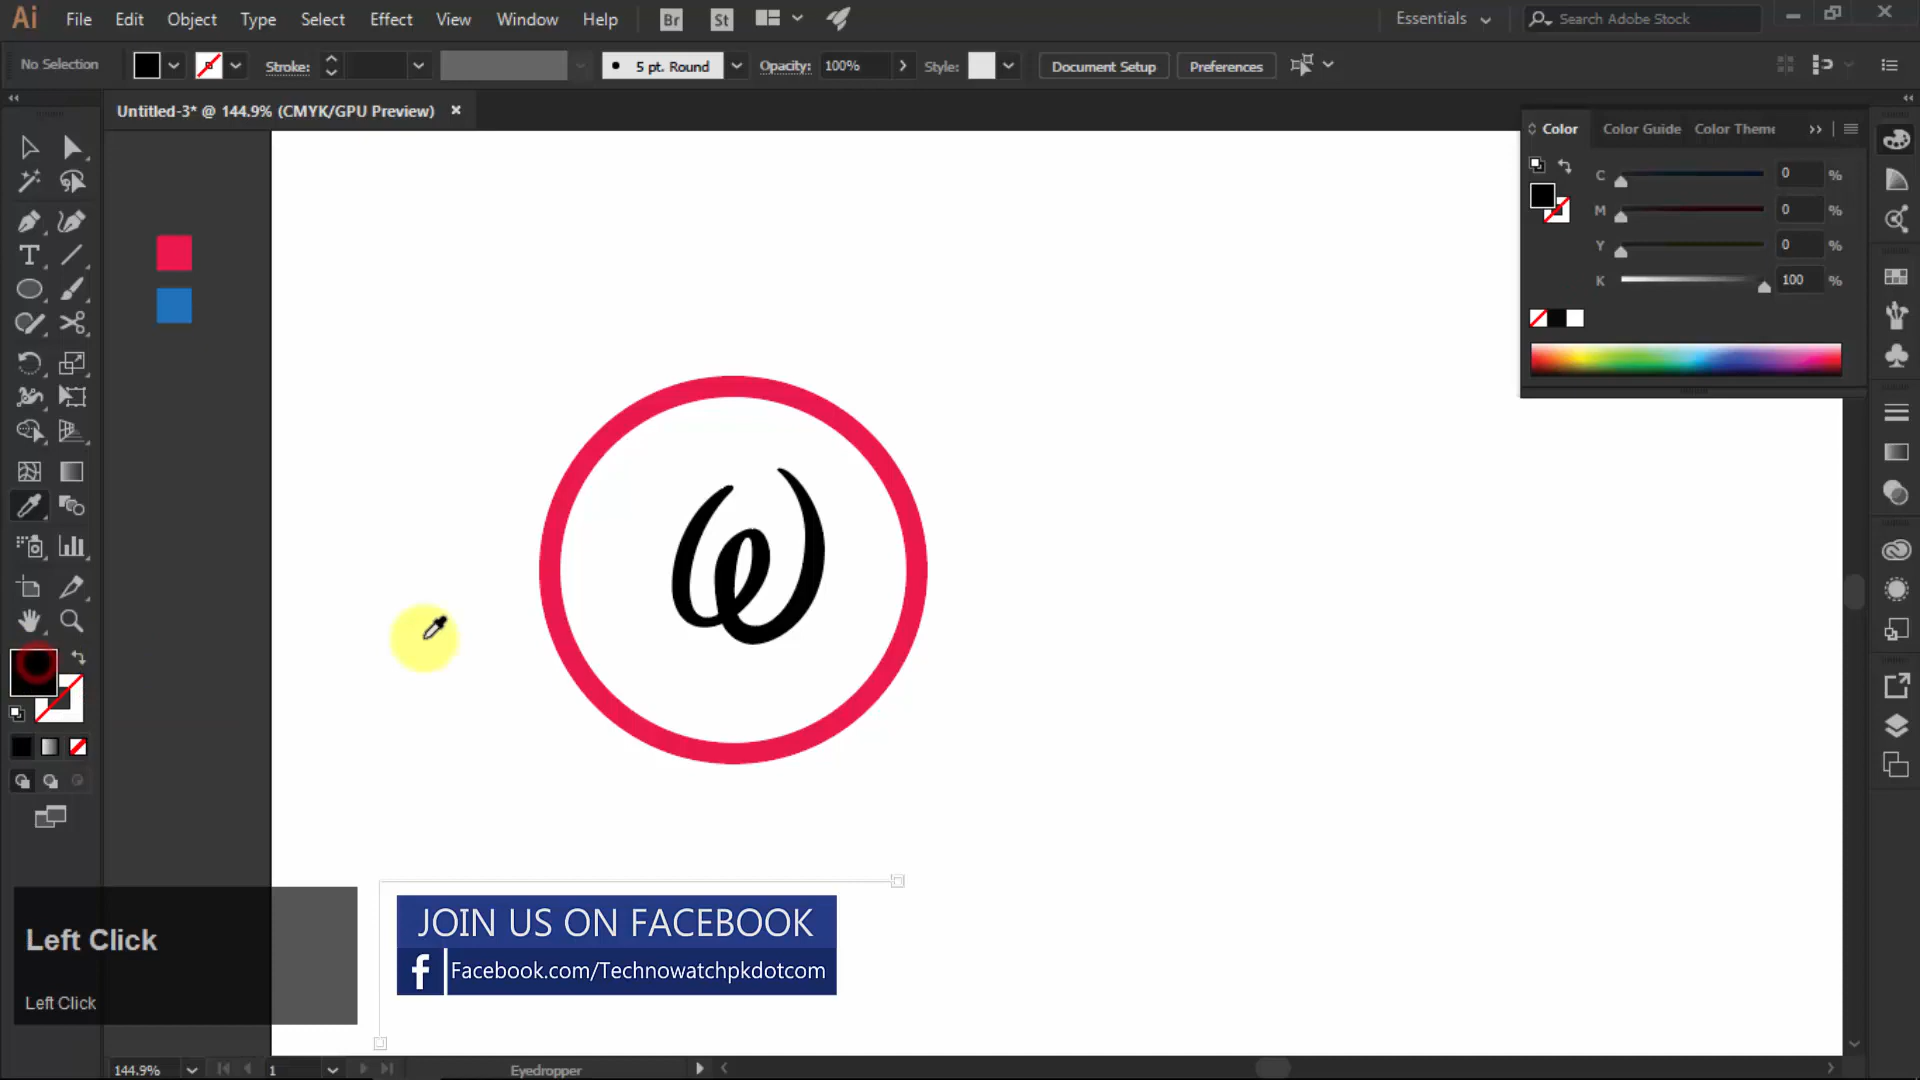 Ai File Edit Object Type Select Effect View Window Help Br St Essentials Search Adobe Stock
No Selection Stroke: 5 pt. Round Opacity: 100% Style: Document Setup Preferences
Untitled-3* @ 144.9% (CMYK/GPU Preview)
Color Color Guide Color Theme
C 0 %
M 0 %
Y 0 %
K 100 %
T
w
JOIN US ON FACEBOOK
f Facebook.com/Technowatchpkdotcom
Left Click
Left Click
144.9% 1 Eyedropper